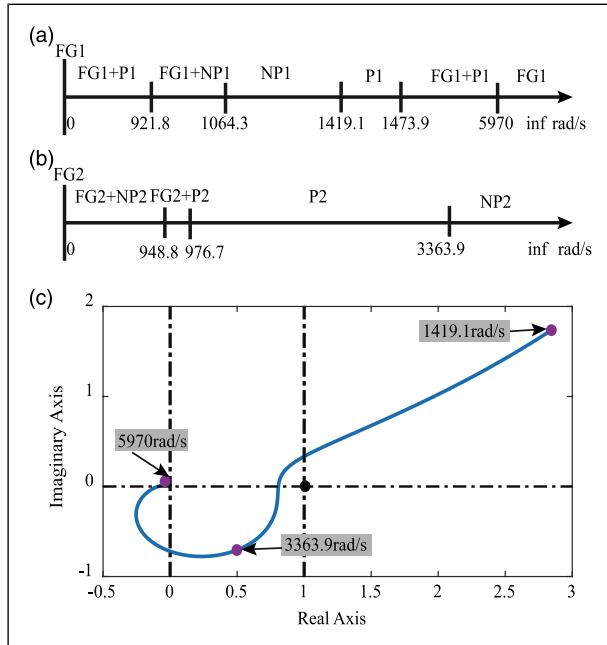 (a)
FG1
FG1+P1 FG1+NP1 NP1 P1 FG1+P1 FG1
0 921.8 1064.3 1419.1 1473.9 5970 inf rad/s
(b)
FG2
FG2+NP2 FG2+P2 P2 NP2
0 948.8 976.7 3363.9 inf rad/s
(c)
2
1419.1rad/s
1
5970rad/s
Imaginary Axis
0
3363.9rad/s
-1
-0.5 0 0.5 1 1.5 2 2.5 3
Real Axis